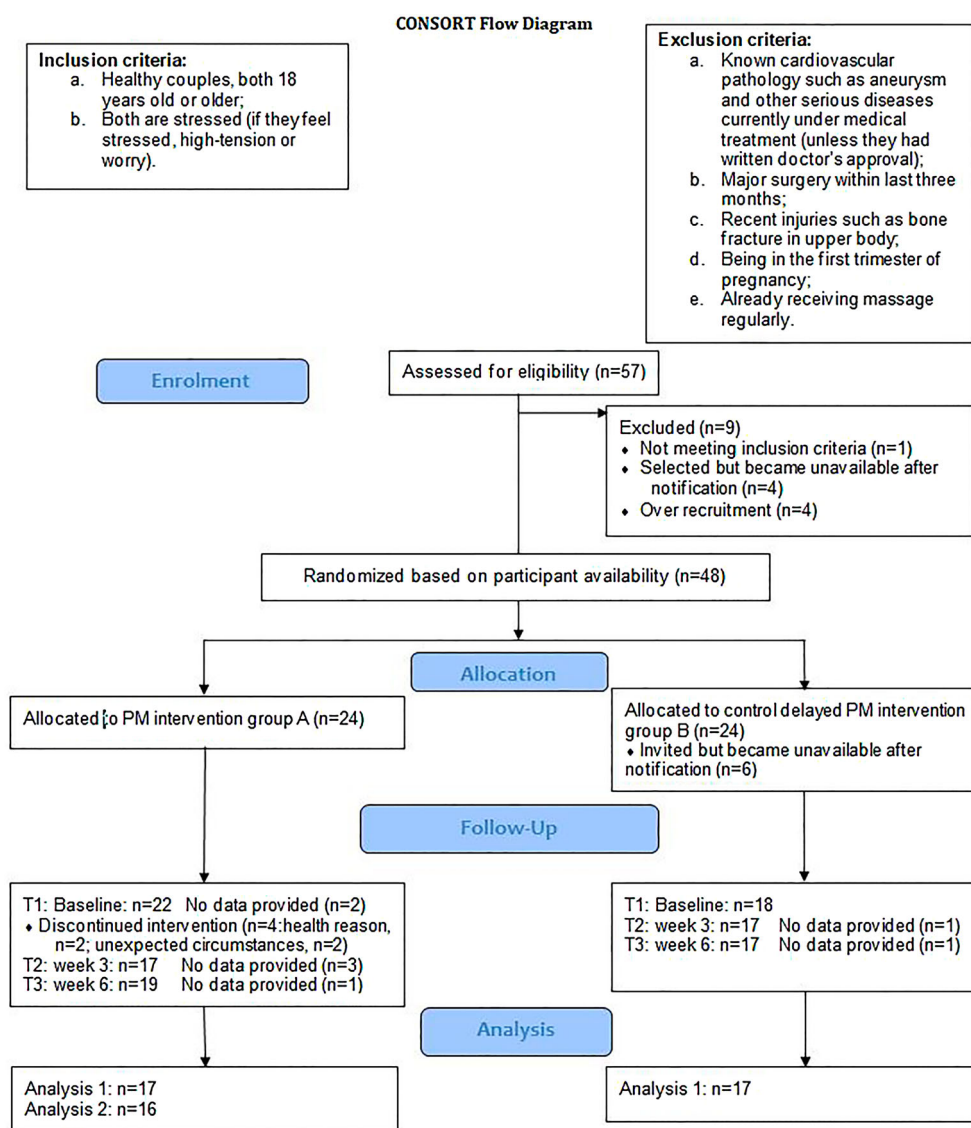 CONSORT Flow Diagram
Inclusion criteria:
a. Healthy couples, both 18
years old or older;
b. Both are stressed (if they feel
stressed, high-tension or
worry).
Exclusion criteria:
a. Known cardiovascular
pathology such as aneurysm
and other serious diseases
currently under medical
treatment (unless they had
written doctor's approval);
b. Major surgery within last three
months;
c. Recent injuries such as bone
fracture in upper body;
d. Being in the first trimester of
pregnancy;
e. Already receiving massage
regularly.
Enrolment
Assessed for eligibility (n=57)
Excluded (n=9)
♦ Not meeting inclusion criteria (n=1)
♦ Selected but became unavailable after
notification (n=4)
♦ Over recruitment (n=4)
Randomized based on participant availability (n=48)
Allocation
Allocated to PM intervention group A (n=24)
Allocated to control delayed PM intervention
group B (n=24)
♦ Invited but became unavailable after
notification (n=6)
Follow-Up
T1: Baseline: n=22 No data provided (n=2)
♦ Discontinued intervention (n=4:health reason,
n=2; unexpected circumstances, n=2)
T2: week 3: n=17 No data provided (n=3)
T3: week 6: n=19 No data provided (n=1)
T1: Baseline: n=18
T2: week 3: n=17 No data provided (n=1)
T3: week 6: n=17 No data provided (n=1)
Analysis
Analysis 1: n=17
Analysis 2: n=16
Analysis 1: n=17